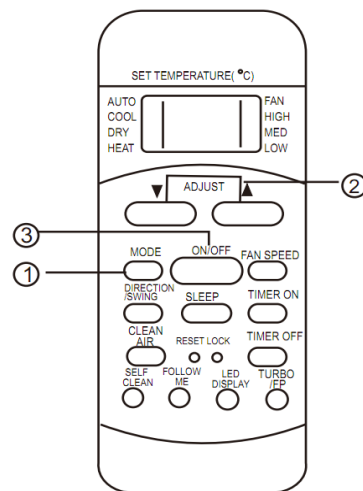 SET TEMPERATURE(°C)
AUTO
COOL
DRY
HEAT
FAN
HIGH
MED
LOW
▼ ADJUST ▲
②
③
①
MODE
ON/OFF
FAN SPEED
DIRECTION
/SWING
SLEEP
TIMER ON
CLEAN
AIR
RESET LOCK
TIMER OFF
SELF
CLEAN
FOLLOW
ME
LED
DISPLAY
TURBO
/FP